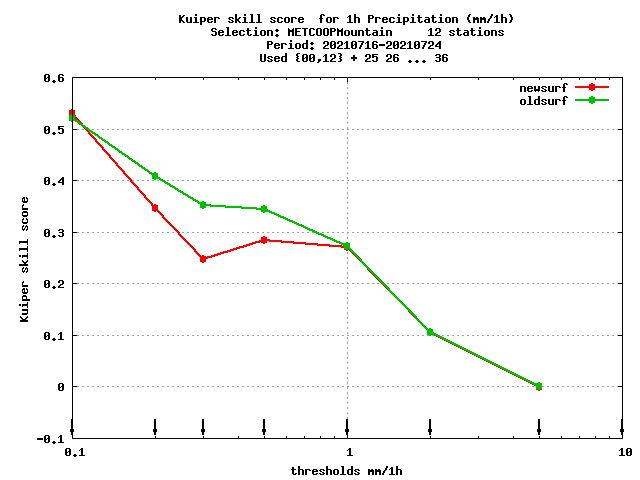 Kuiper skill score  for 1h Precipitation (mm/1h)
Selection: METCOOPMountain     12 stations
Period: 20210716-20210724
Used {00,12} + 25 26 ... 36
newsurf
oldsurf
0.6
0.5
0.4
0.3
0.2
0.1
0
-0.1
Kuiper skill score
0.1
1
10
thresholds mm/1h